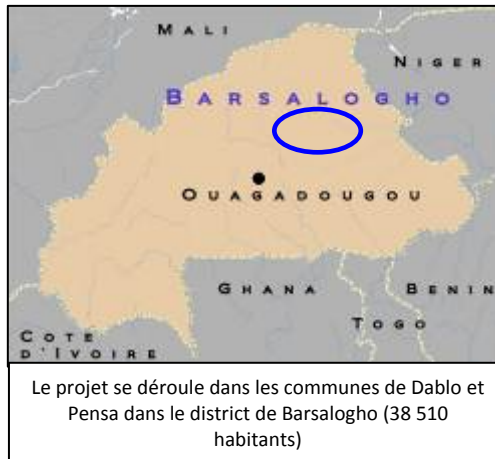 MALI
NIGER
BARSALOGHO
OUAGADOUGOU
GHANA
BENIN
TOGO
COTE
D'IVOIRE
Le projet se déroule dans les communes de Dablo et
Pensa dans le district de Barsalogho (38 510
habitants)